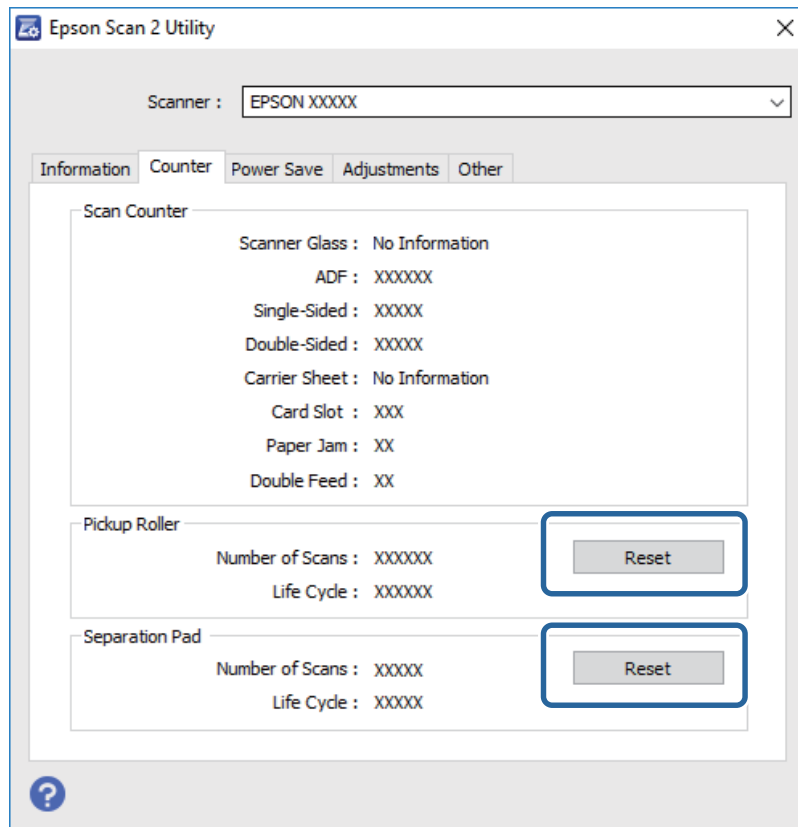 Epson Scan 2 Utility
Scanner : EPSON XXXXX
Information Counter Power Save Adjustments Other
Scan Counter
Scanner Glass : No Information
ADF : XXXXXX
Single-Sided : XXXXX
Double-Sided : XXXXX
Carrier Sheet : No Information
Card Slot : XXX
Paper Jam : XX
Double Feed : XX
Pickup Roller
Number of Scans : XXXXXX Reset
Life Cycle : XXXXXX
Separation Pad
Number of Scans : XXXXX Reset
Life Cycle : XXXXX
?